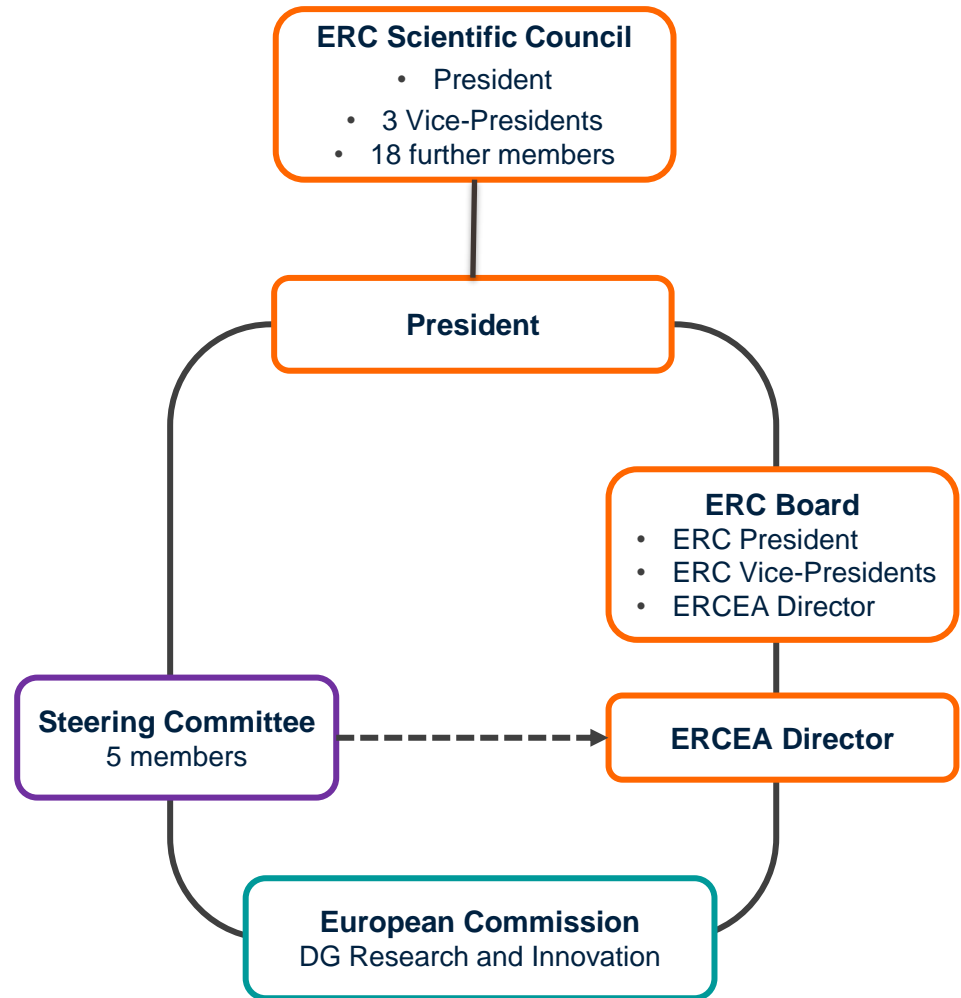 ERC Scientific Council
• President
• 3 Vice-Presidents
• 18 further members
President
ERC Board
• ERC President
• ERC Vice-Presidents
• ERCEA Director
Steering Committee
5 members
ERCEA Director
European Commission
DG Research and Innovation